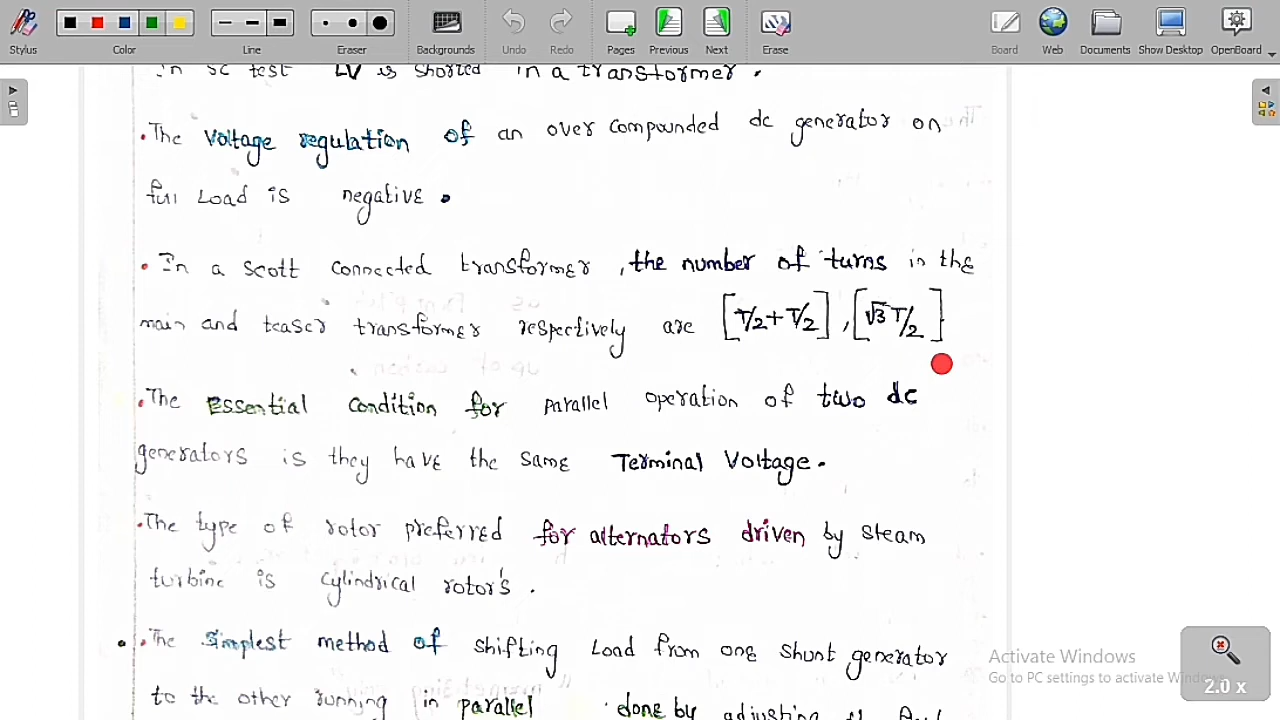 Stylus
Color
Line
Eraser
Backgrounds
Undo
Redo
Pages
Previous
Next
Erase
Board
Web
Documents
Show Desktop
OpenBoard
In SC test LV is shorted in a transformer.
• The Voltage regulation of an over compounded dc generator on
full Load is negative.
• In a scott connected transformer, the number of turns in the
main and teaser transformer respectively are [T/2+T/2], [√3T/2]
• The Essential condition for parallel operation of two dc
generators is they have the same Terminal Voltage.
• The type of rotor preferred for alternators driven by steam
turbine is cylindrical rotor's.
• The Simplest method of shifting Load from one shunt generator
to the other running in parallel done by adjusting
Activate Windows
Go to PC settings to activate Windows
2.0 x